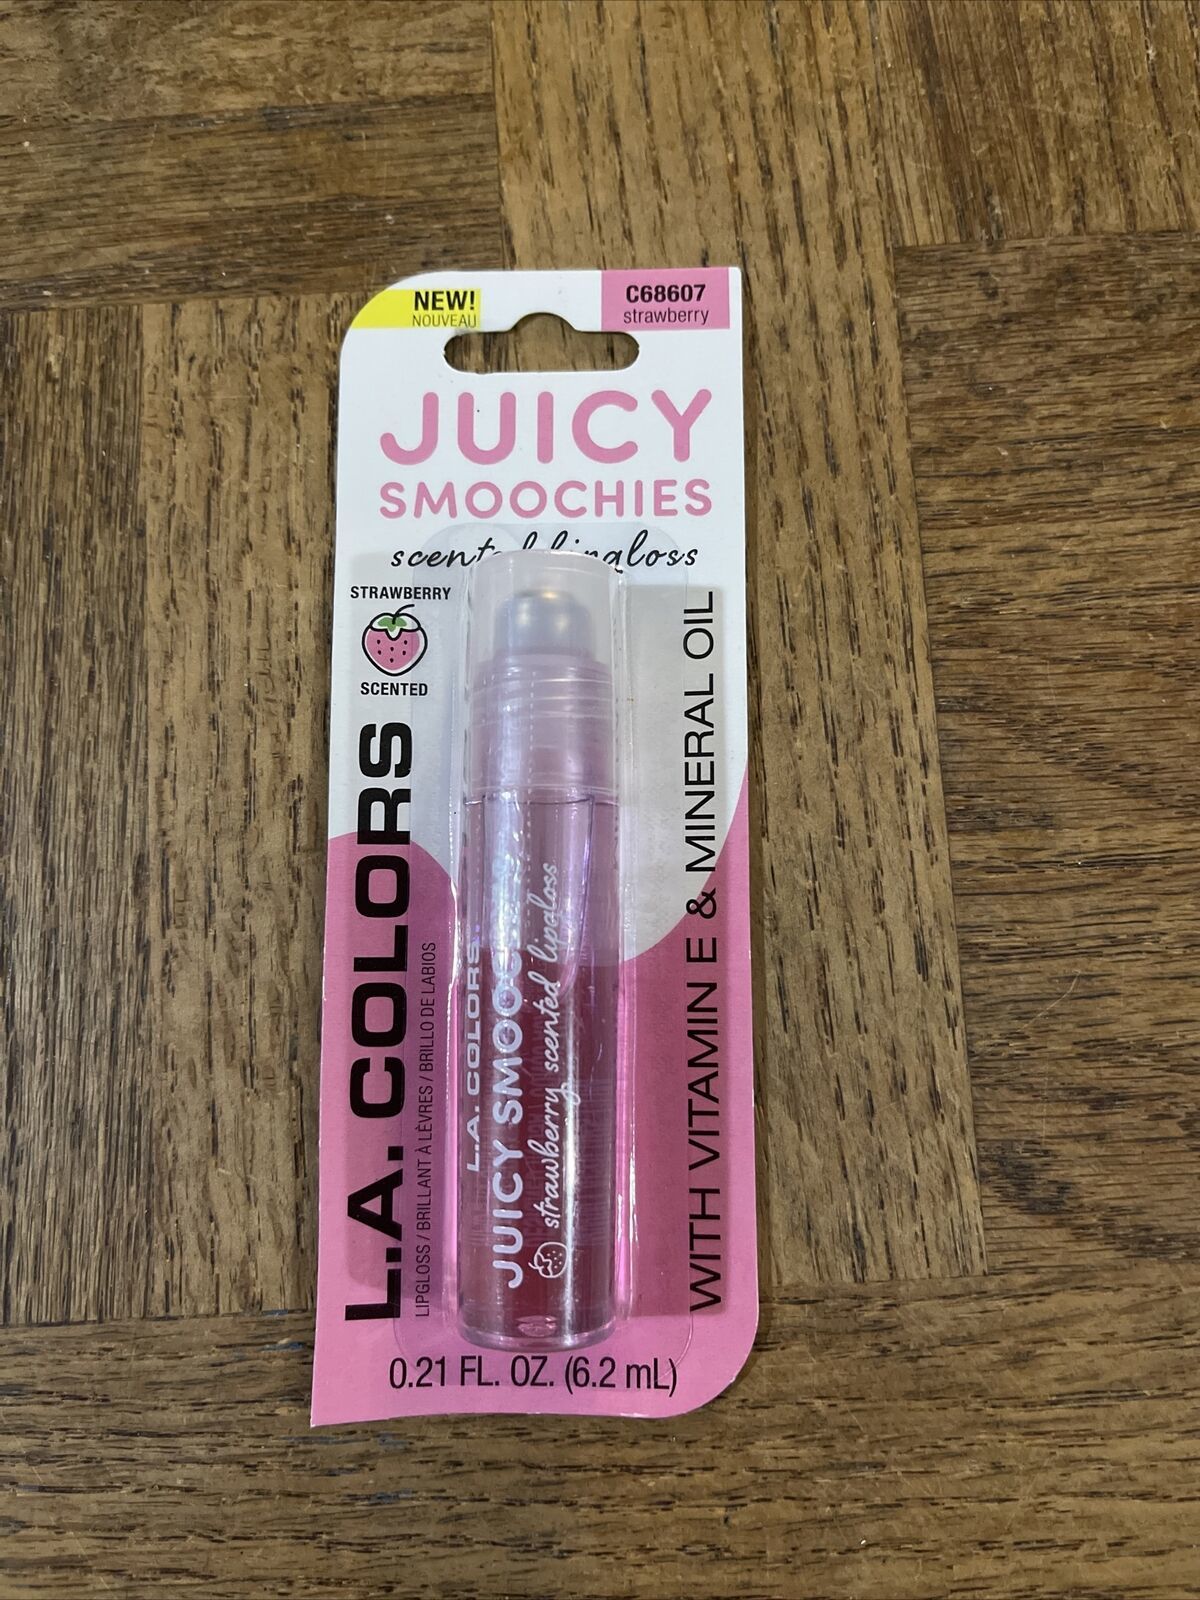 NEW!
NOUVEAU
C68607
strawberry
JUICY
SMOOCHIES
scented lipgloss
STRAWBERRY
SCENTED
L.A. COLORS
LIPGLOSS / BRILLANT À LÈVRES / BRILLO DE LABIOS
L.A. COLORS
JUICY SMOOCHIES
strawberry scented lipgloss
WITH VITAMIN E & MINERAL OIL
0.21 FL. OZ. (6.2 mL)